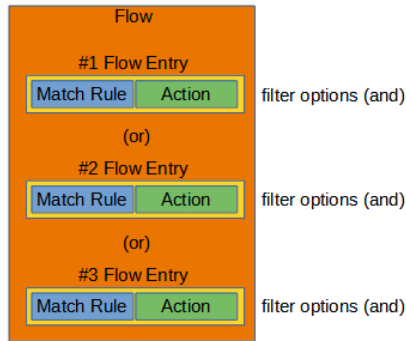 Flow
#1 Flow Entry
Match Rule Action filter options (and)
(or)
#2 Flow Entry
Match Rule Action filter options (and)
(or)
#3 Flow Entry
Match Rule Action filter options (and)